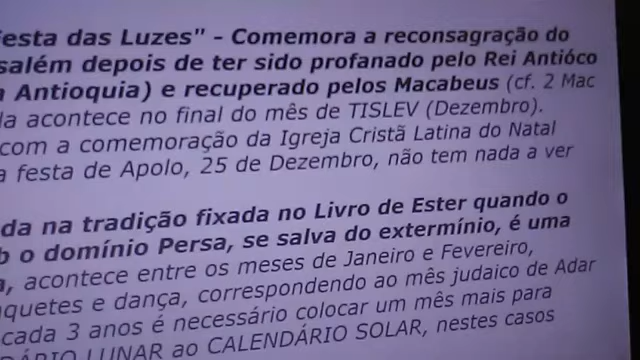 esta das Luzes" - Comemora a reconsagração do
salém depois de ter sido profanado pelo Rei Antióco
a Antioquia) e recuperado pelos Macabeus (cf. 2 Mac
la acontece no final do mês de TISLEV (Dezembro).
com a comemoração da Igreja Cristã Latina do Natal
a festa de Apolo, 25 de Dezembro, não tem nada a ver
da na tradição fixada no Livro de Ester quando o
b o domínio Persa, se salva do extermínio, é uma
a, acontece entre os meses de Janeiro e Fevereiro,
quetes e dança, correspondendo ao mês judaico de Adar
cada 3 anos é necessário colocar um mês mais para
DÁRIO LUNAR ao CALENDÁRIO SOLAR, nestes casos